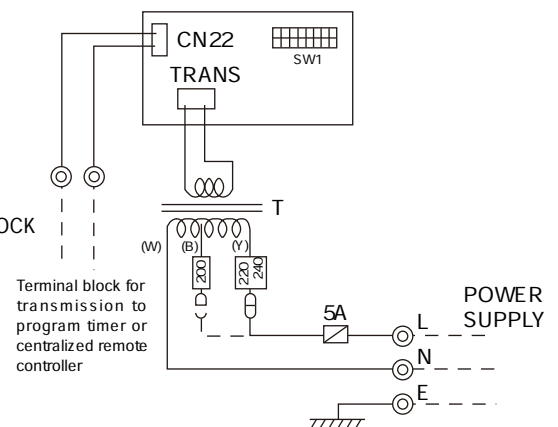 CN22
SW1
TRANS
T
OCK
(W) (B) (Y)
200
220
240
Terminal block for
transmission to
program timer or
centralized remote
controller
5A
L
POWER
SUPPLY
N
E